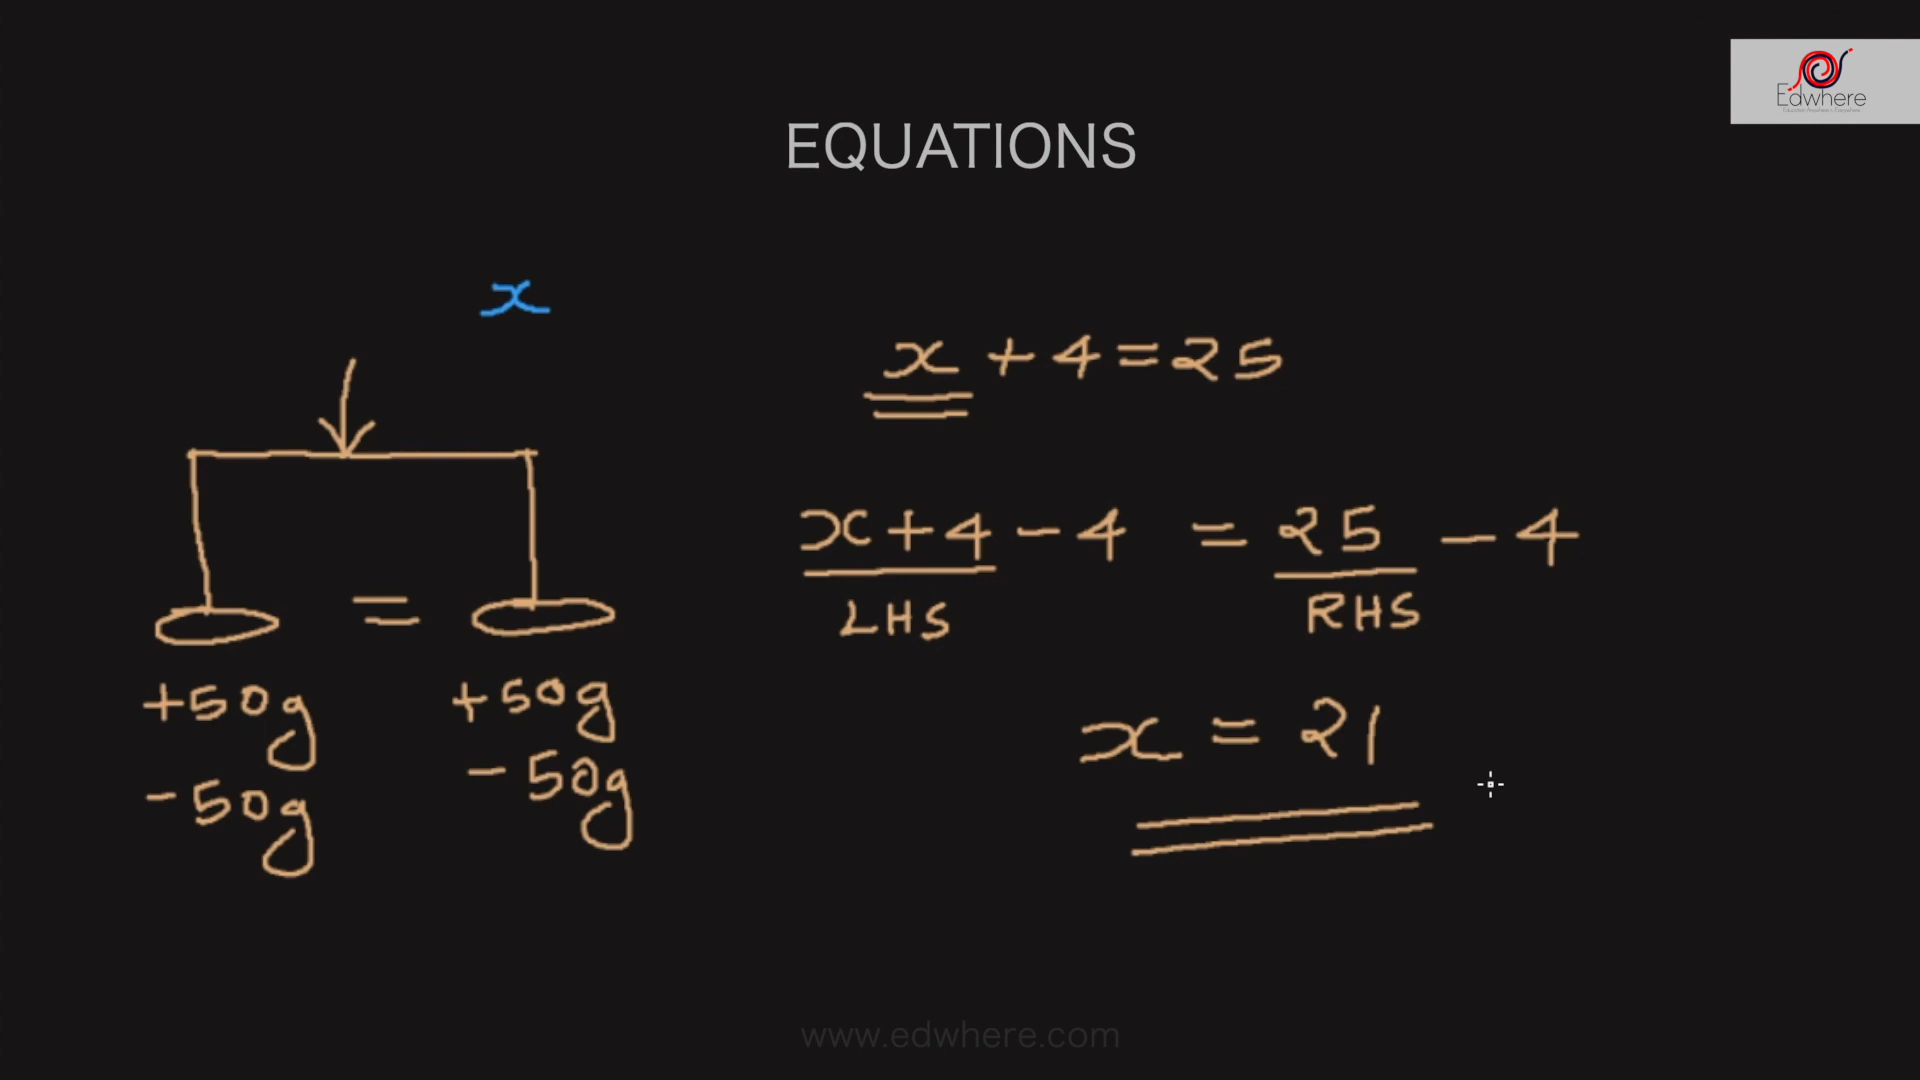 Edwhere
EQUATIONS
x
x + 4 = 25
x + 4 - 4 = 25 - 4
LHS RHS
=
+50g +50g
-50g -50g
x = 21
www.edwhere.com